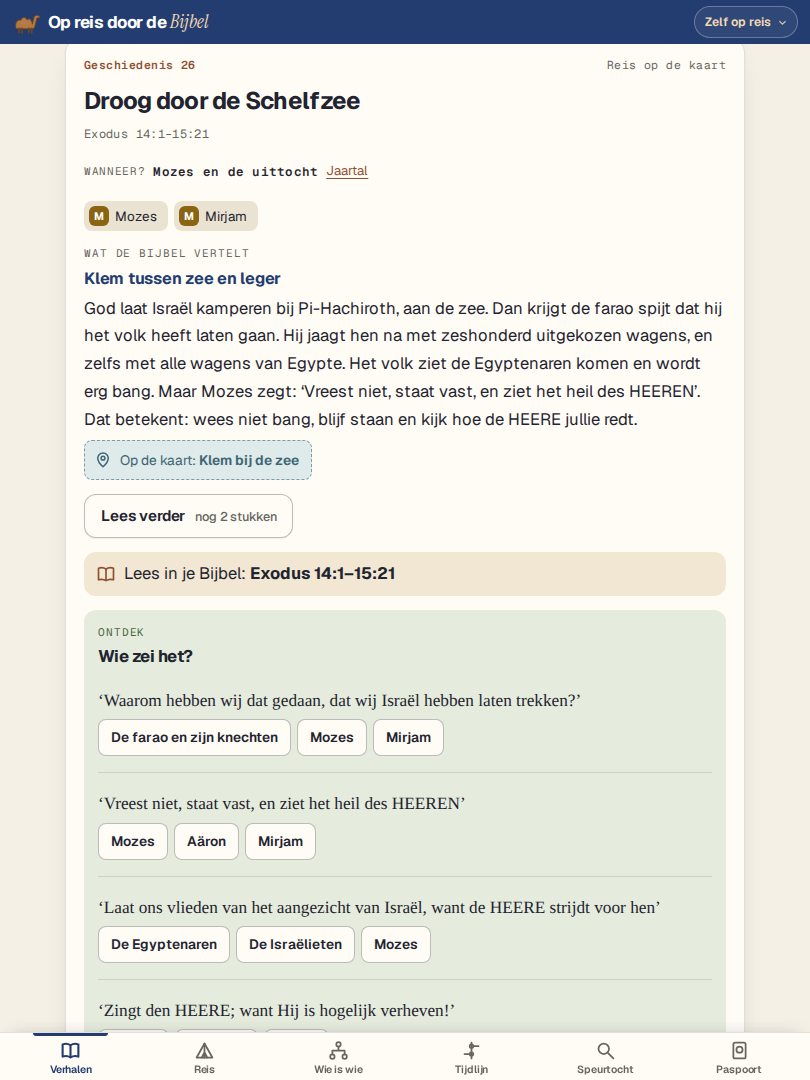 Op reis door de Bijbel
Zelf op reis
Geschiedenis 26
Reis op de kaart
Droog door de Schelfzee
Exodus 14:1–15:21
WANNEER? Mozes en de uittocht Jaartal
M Mozes M Mirjam
WAT DE BIJBEL VERTELT
Klem tussen zee en leger
God laat Israël kamperen bij Pi-Hachiroth, aan de zee. Dan krijgt de farao spijt dat hij
het volk heeft laten gaan. Hij jaagt hen na met zeshonderd uitgekozen wagens, en
zelfs met alle wagens van Egypte. Het volk ziet de Egyptenaren komen en wordt
erg bang. Maar Mozes zegt: ‘Vreest niet, staat vast, en ziet het heil des HEEREN’.
Dat betekent: wees niet bang, blijf staan en kijk hoe de HEERE jullie redt.
Op de kaart: Klem bij de zee
Lees verder nog 2 stukken
Lees in je Bijbel: Exodus 14:1–15:21
ONTDEK
Wie zei het?
‘Waarom hebben wij dat gedaan, dat wij Israël hebben laten trekken?’
De farao en zijn knechten Mozes Mirjam
‘Vreest niet, staat vast, en ziet het heil des HEEREN’
Mozes Aäron Mirjam
‘Laat ons vlieden van het aangezicht van Israël, want de HEERE strijdt voor hen’
De Egyptenaren De Israëlieten Mozes
‘Zingt den HEERE; want Hij is hogelijk verheven!’
Verhalen Reis Wie is wie Tijdlijn Speurtocht Paspoort